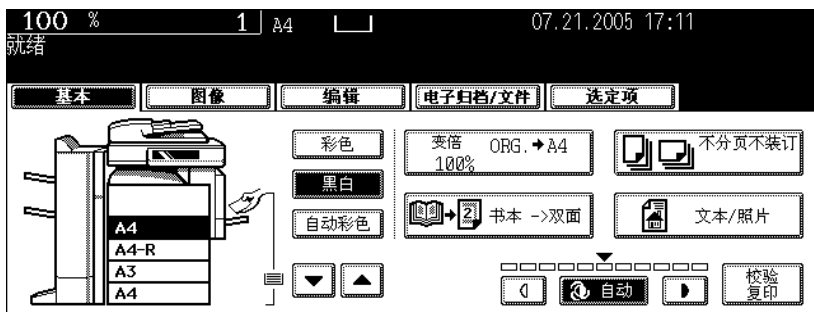 100 % 1 A4 07.21.2005 17:11
就绪
基本 图像 编辑 电子归档/文件 选定项
彩色
黑白
自动彩色
变倍 ORG.➔A4
100%
不分页不装订
2 书本 ->双面
文本/照片
A4
A4-R
A3
A4
自动
校验
复印